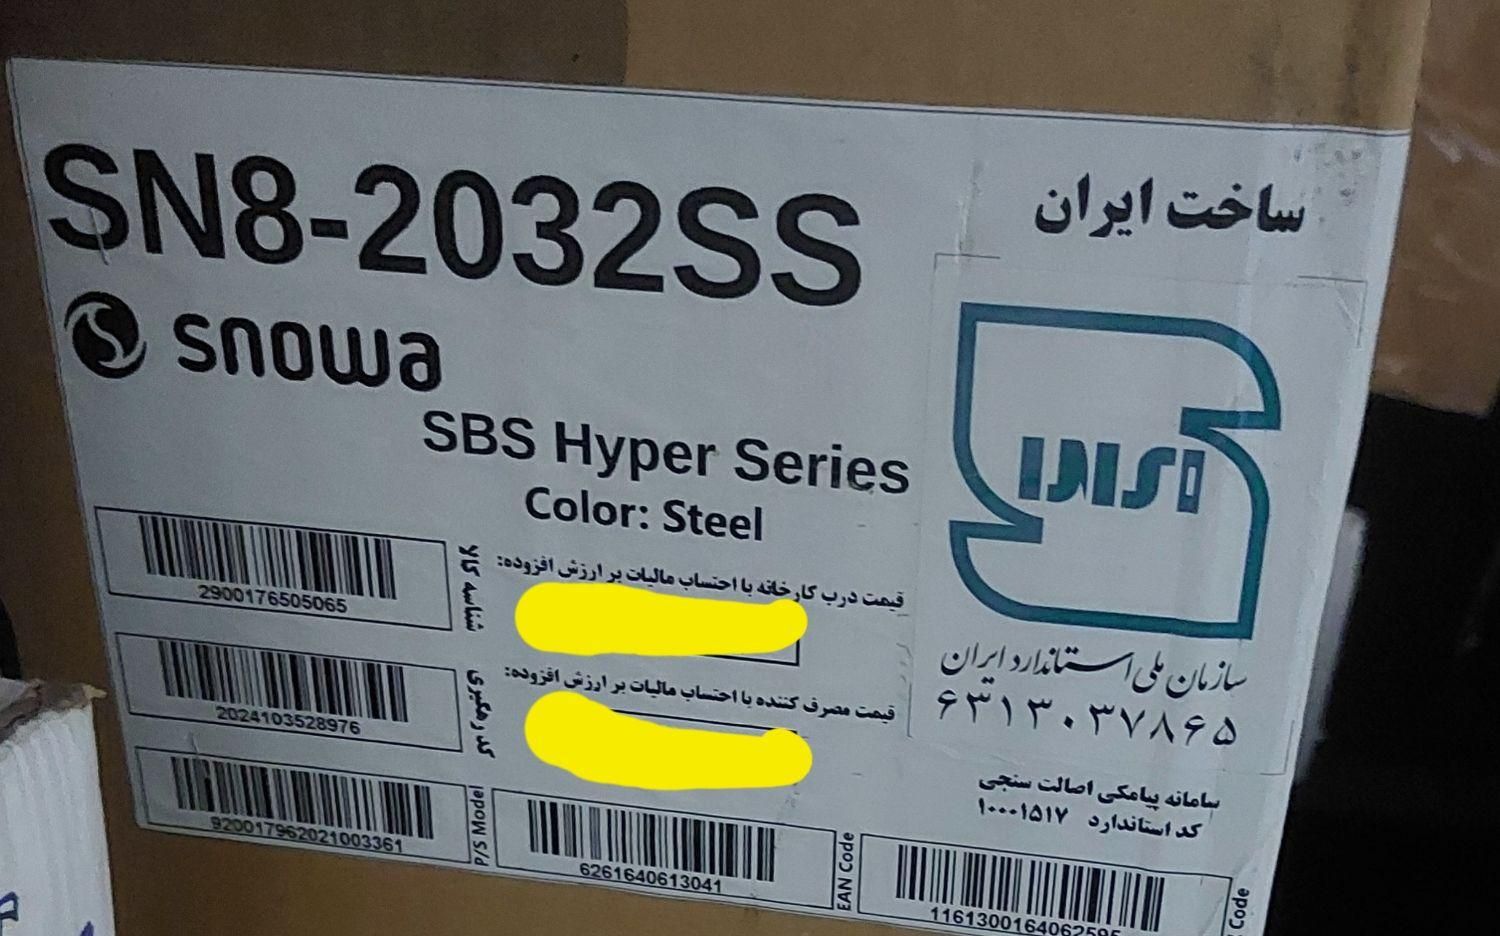 SN8-2032SS
snowa
SBS Hyper Series
Color: Steel
ساخت ایران
سازمان ملی استاندارد ایران
۶۳۱۳۰۳۷۸۶۵
سامانه پیامکی اصالت سنجی
کد استاندارد ۱۰۰۰۱۵۱۷
قیمت درب کارخانه با احتساب مالیات بر ارزش افزوده:
قیمت مصرف کننده با احتساب مالیات بر ارزش افزوده:
شناسه کالا
2900176505065
کد رهگیری
2024103528976
P/S Model
920017962021003361
EAN Code
6261640613041
Code
1161300164062595